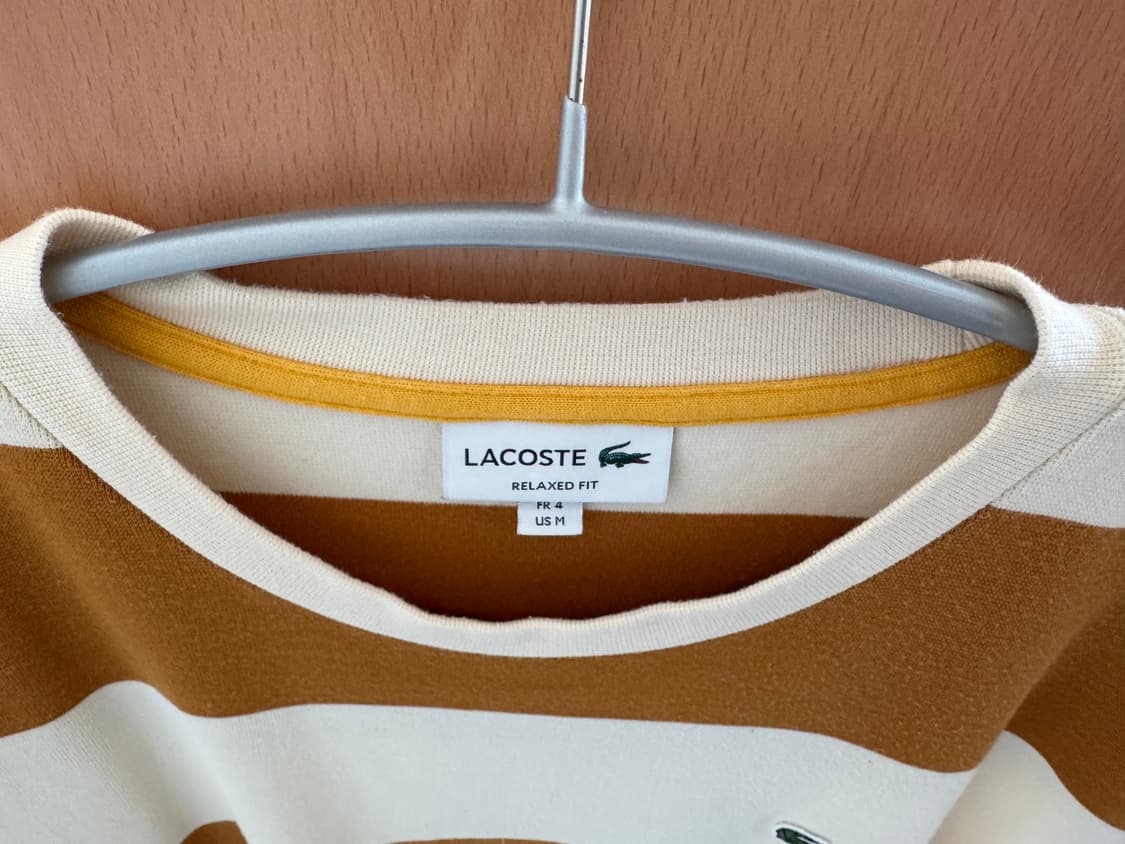 LACOSTE
RELAXED FIT
FR 4
US M